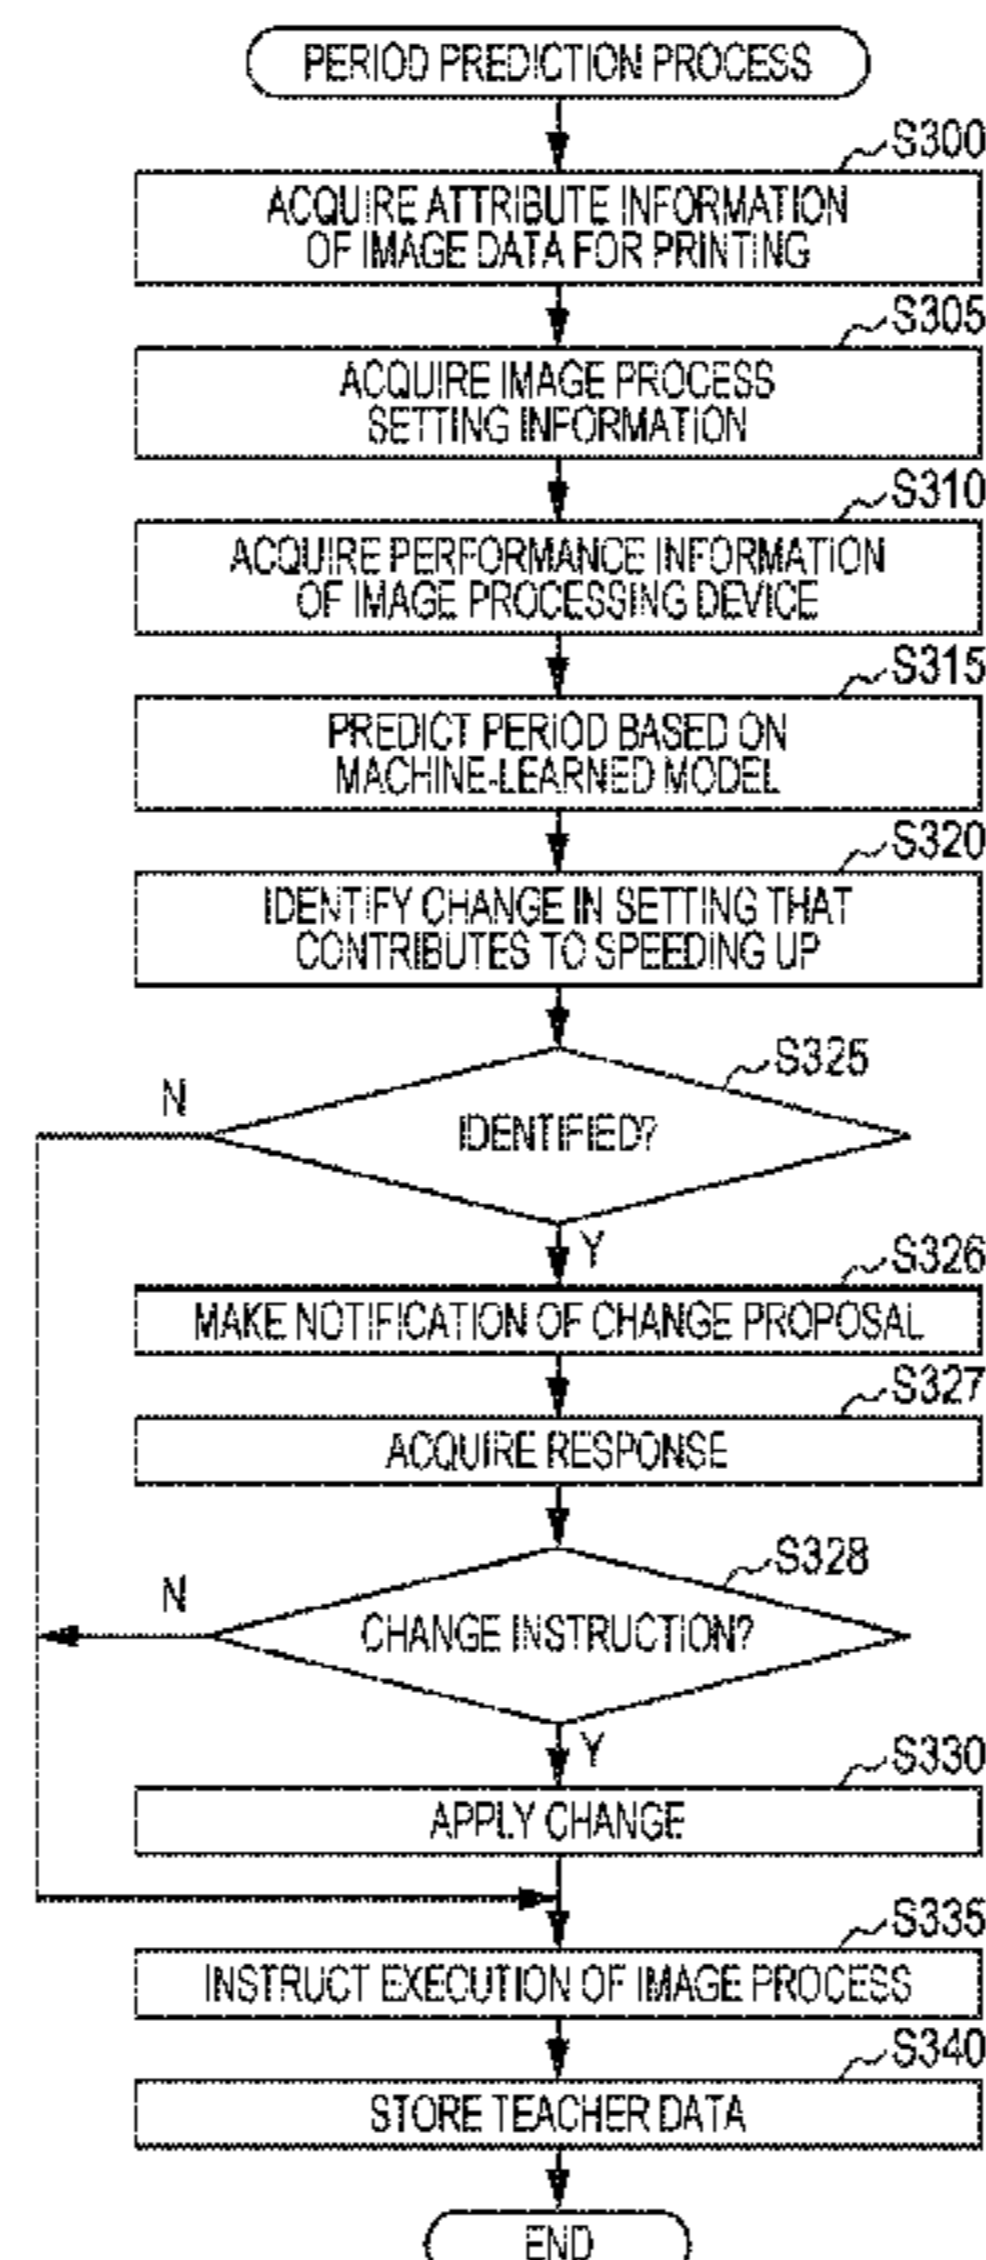 PERIOD PREDICTION PROCESS
S300
ACQUIRE ATTRIBUTE INFORMATION
OF IMAGE DATA FOR PRINTING
S305
ACQUIRE IMAGE PROCESS
SETTING INFORMATION
S310
ACQUIRE PERFORMANCE INFORMATION
OF IMAGE PROCESSING DEVICE
S315
PREDICT PERIOD BASED ON
MACHINE-LEARNED MODEL
S320
IDENTIFY CHANGE IN SETTING THAT
CONTRIBUTES TO SPEEDING UP
S325
N
IDENTIFIED?
Y
S326
MAKE NOTIFICATION OF CHANGE PROPOSAL
S327
ACQUIRE RESPONSE
S328
N
CHANGE INSTRUCTION?
Y
S330
APPLY CHANGE
S335
INSTRUCT EXECUTION OF IMAGE PROCESS
S340
STORE TEACHER DATA
END